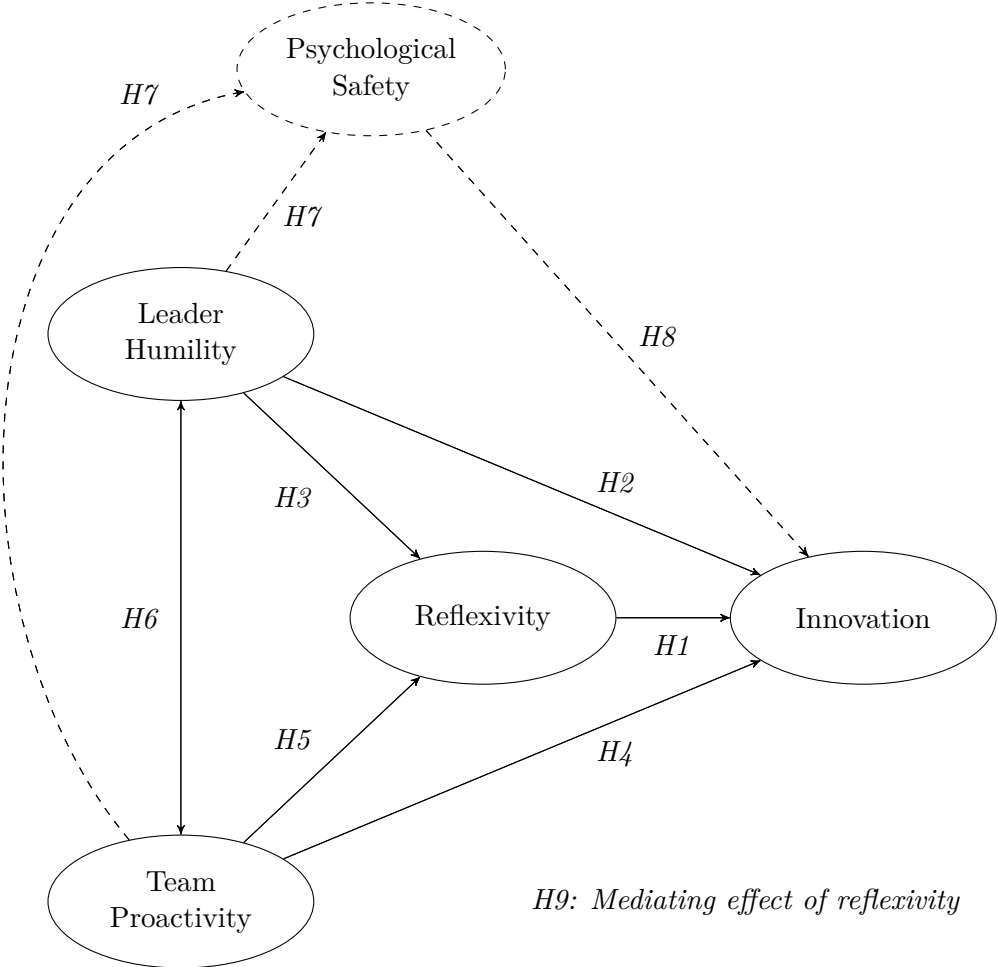 Psychological
Safety
H7
H7
Leader
Humility
H8
H2
H3
H6
Reflexivity
Innovation
H1
H5
H4
Team
Proactivity
H9: Mediating effect of reflexivity